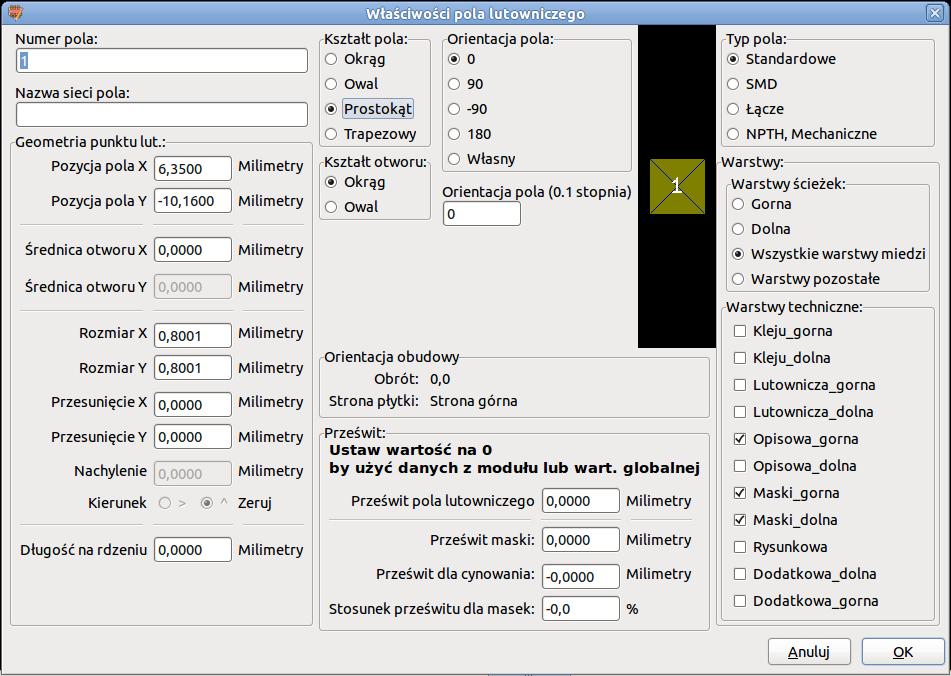 Właściwości pola lutowniczego
Numer pola:
1
Nazwa sieci pola:
Geometria punktu lut.:
Pozycja pola X 6,3500 Milimetry
Pozycja pola Y -10,1600 Milimetry
Średnica otworu X 0,0000 Milimetry
Średnica otworu Y 0,0000 Milimetry
Rozmiar X 0,8001 Milimetry
Rozmiar Y 0,8001 Milimetry
Przesunięcie X 0,0000 Milimetry
Przesunięcie Y 0,0000 Milimetry
Nachylenie 0,0000 Milimetry
Kierunek > ^ Zeruj
Długość na rdzeniu 0,0000 Milimetry
Kształt pola:
Okrąg
Owal
Prostokąt
Trapezowy
Kształt otworu:
Okrąg
Owal
Orientacja pola:
0
90
-90
180
Własny
Orientacja pola (0.1 stopnia)
0
1
Orientacja obudowy
Obrót: 0,0
Strona płytki: Strona górna
Prześwit:
Ustaw wartość na 0
by użyć danych z modułu lub wart. globalnej
Prześwit pola lutowniczego 0,0000 Milimetry
Prześwit maski: 0,0000 Milimetry
Prześwit dla cynowania: -0,0000 Milimetry
Stosunek prześwitu dla masek: -0,0 %
Typ pola:
Standardowe
SMD
Łącze
NPTH, Mechaniczne
Warstwy:
Warstwy ścieżek:
Gorna
Dolna
Wszystkie warstwy miedzi
Warstwy pozostałe
Warstwy techniczne:
Kleju_gorna
Kleju_dolna
Lutownicza_gorna
Lutownicza_dolna
Opisowa_gorna
Opisowa_dolna
Maski_gorna
Maski_dolna
Rysunkowa
Dodatkowa_dolna
Dodatkowa_gorna
Anuluj
OK